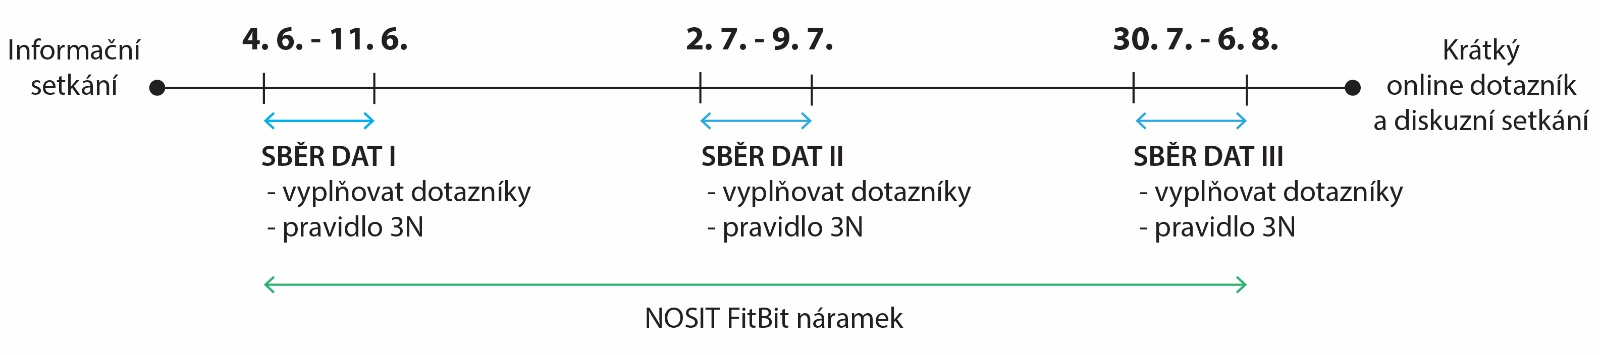 Informační
setkání
4. 6. - 11. 6.
2. 7. - 9. 7.
30. 7. - 6. 8.
Krátký
online dotazník
a diskuzní setkání
SBĚR DAT I
- vyplňovat dotazníky
- pravidlo 3N
SBĚR DAT II
- vyplňovat dotazníky
- pravidlo 3N
SBĚR DAT III
- vyplňovat dotazníky
- pravidlo 3N
NOSIT FitBit náramek